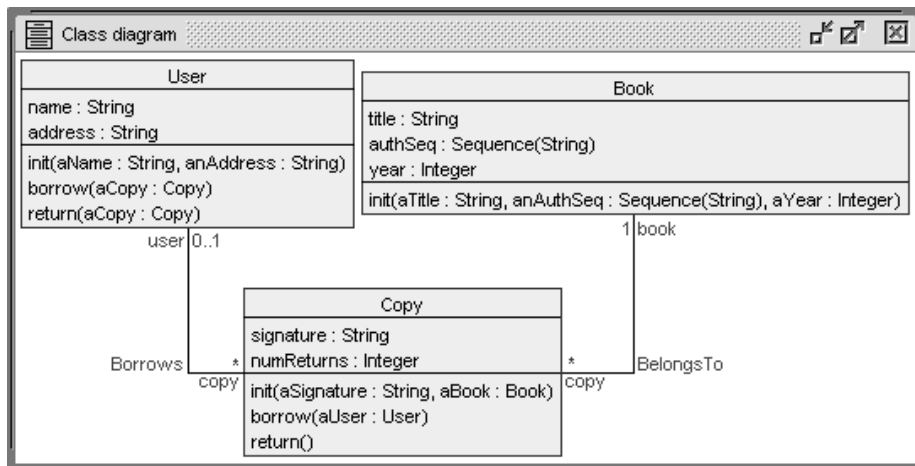 Class diagram
User
name : String
address : String
init(aName : String, anAddress : String)
borrow(aCopy : Copy)
return(aCopy : Copy)
user 0..1
Book
title : String
authSeq : Sequence(String)
year : Integer
init(aTitle : String, anAuthSeq : Sequence(String), aYear : Integer)
1 book
Copy
signature : String
numReturns : Integer
init(aSignature : String, aBook : Book)
borrow(aUser : User)
return()
Borrows
*
copy
*
copy
BelongsTo